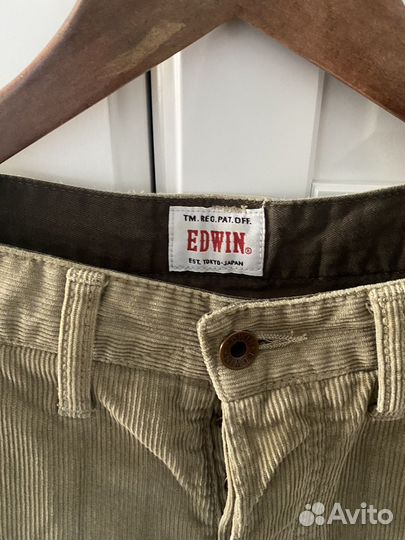 TM. REG. PAT. OFF.
EDWIN®
EST. TOKYO-JAPAN
Avito